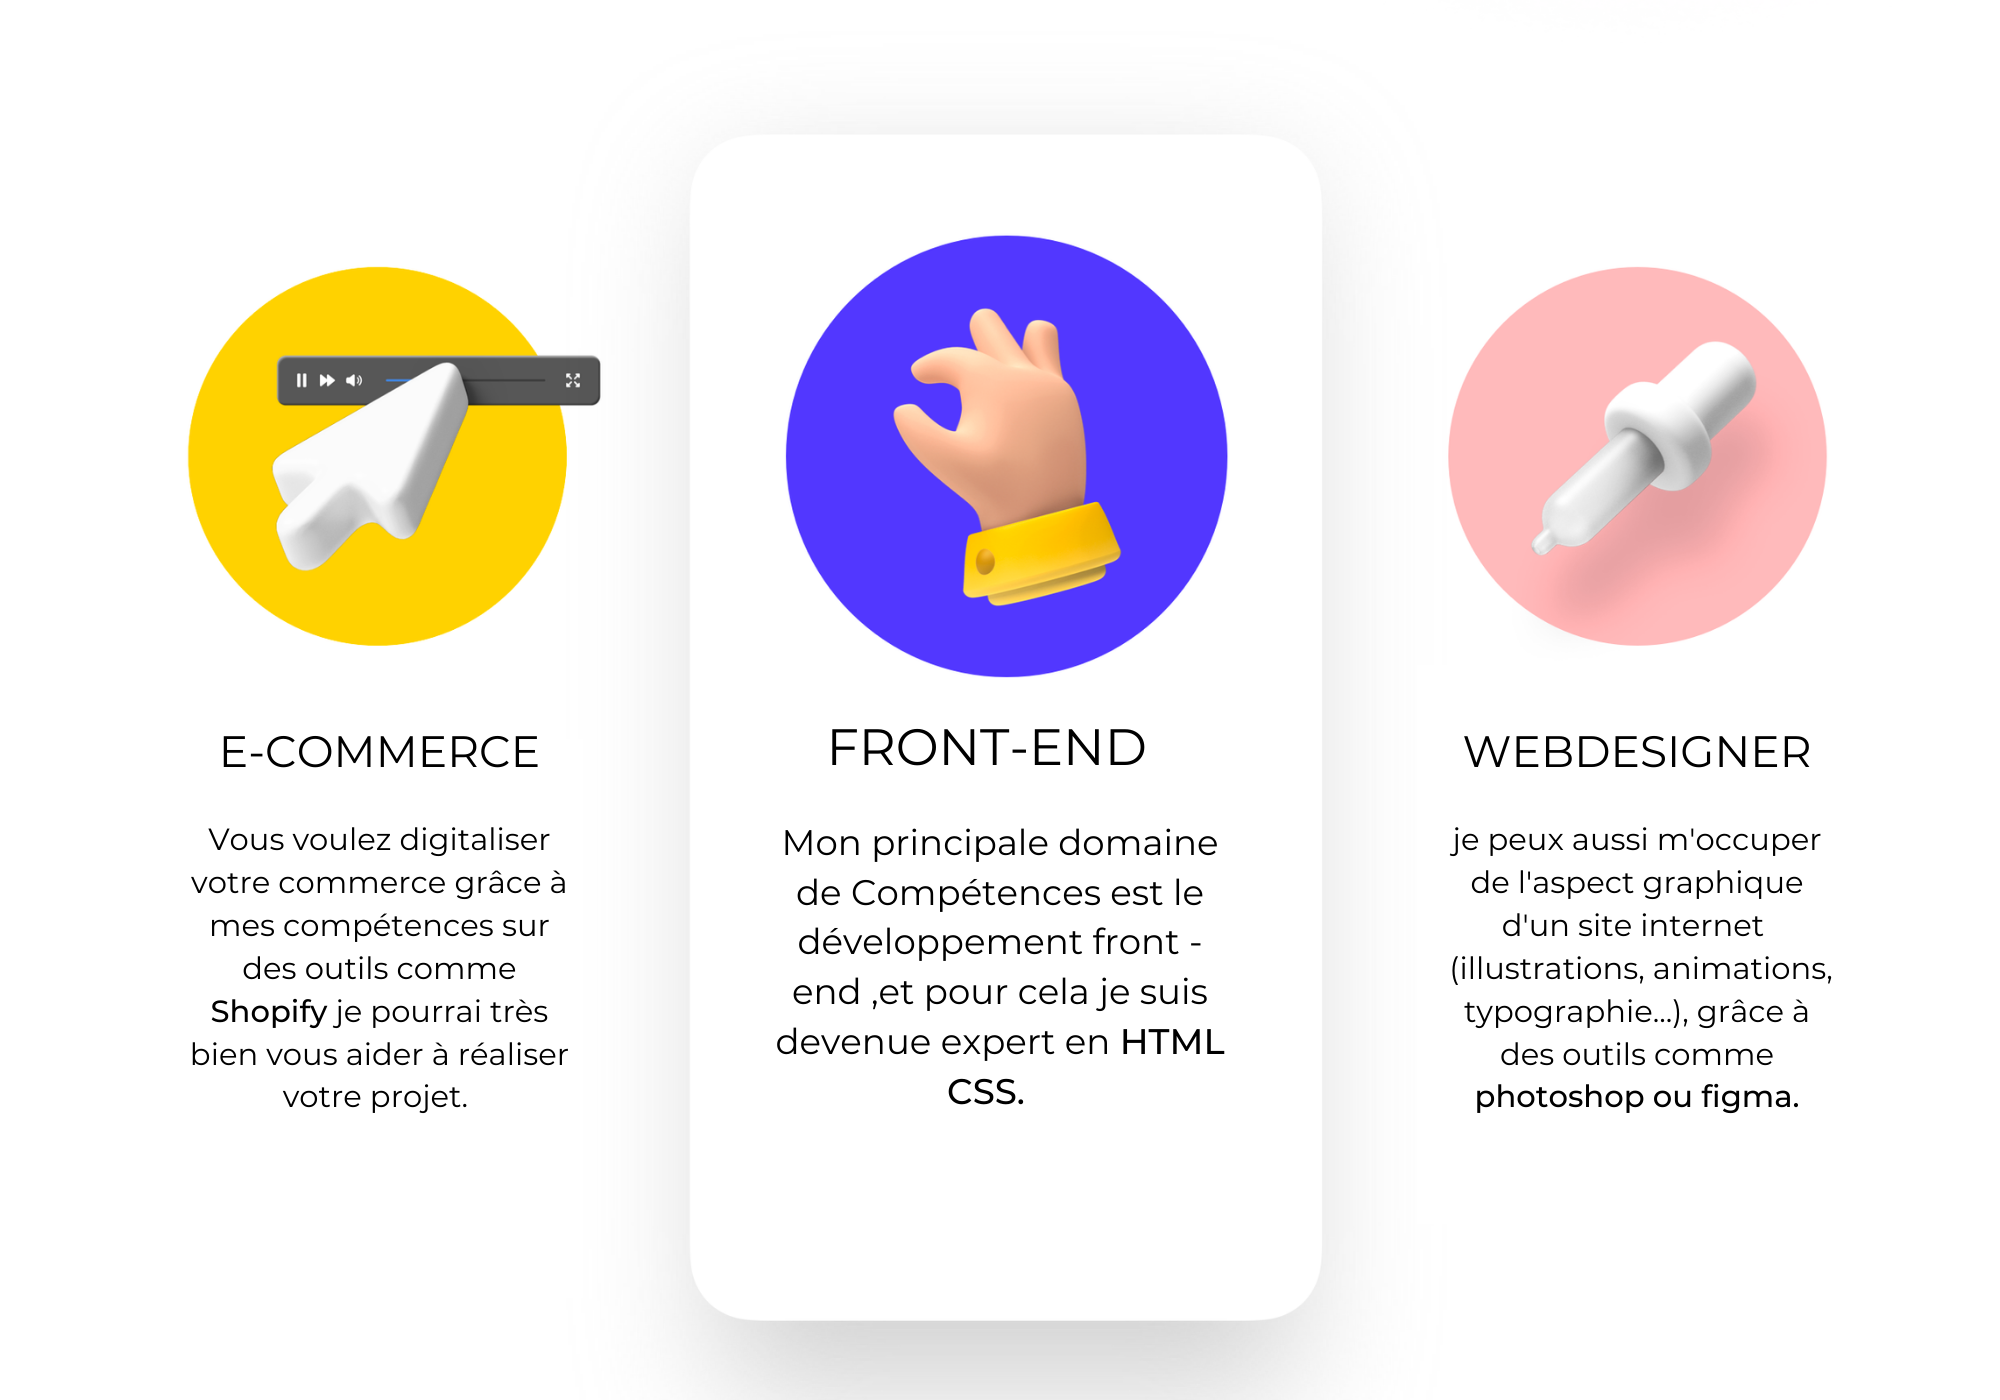 E-COMMERCE
Vous voulez digitaliser
votre commerce grâce à
mes compétences sur
des outils comme
Shopify je pourrai très
bien vous aider à réaliser
votre projet.
FRONT-END
Mon principale domaine
de Compétences est le
développement front -
end ,et pour cela je suis
devenue expert en HTML
CSS.
WEBDESIGNER
je peux aussi m'occuper
de l'aspect graphique
d'un site internet
(illustrations, animations,
typographie...), grâce à
des outils comme
photoshop ou figma.